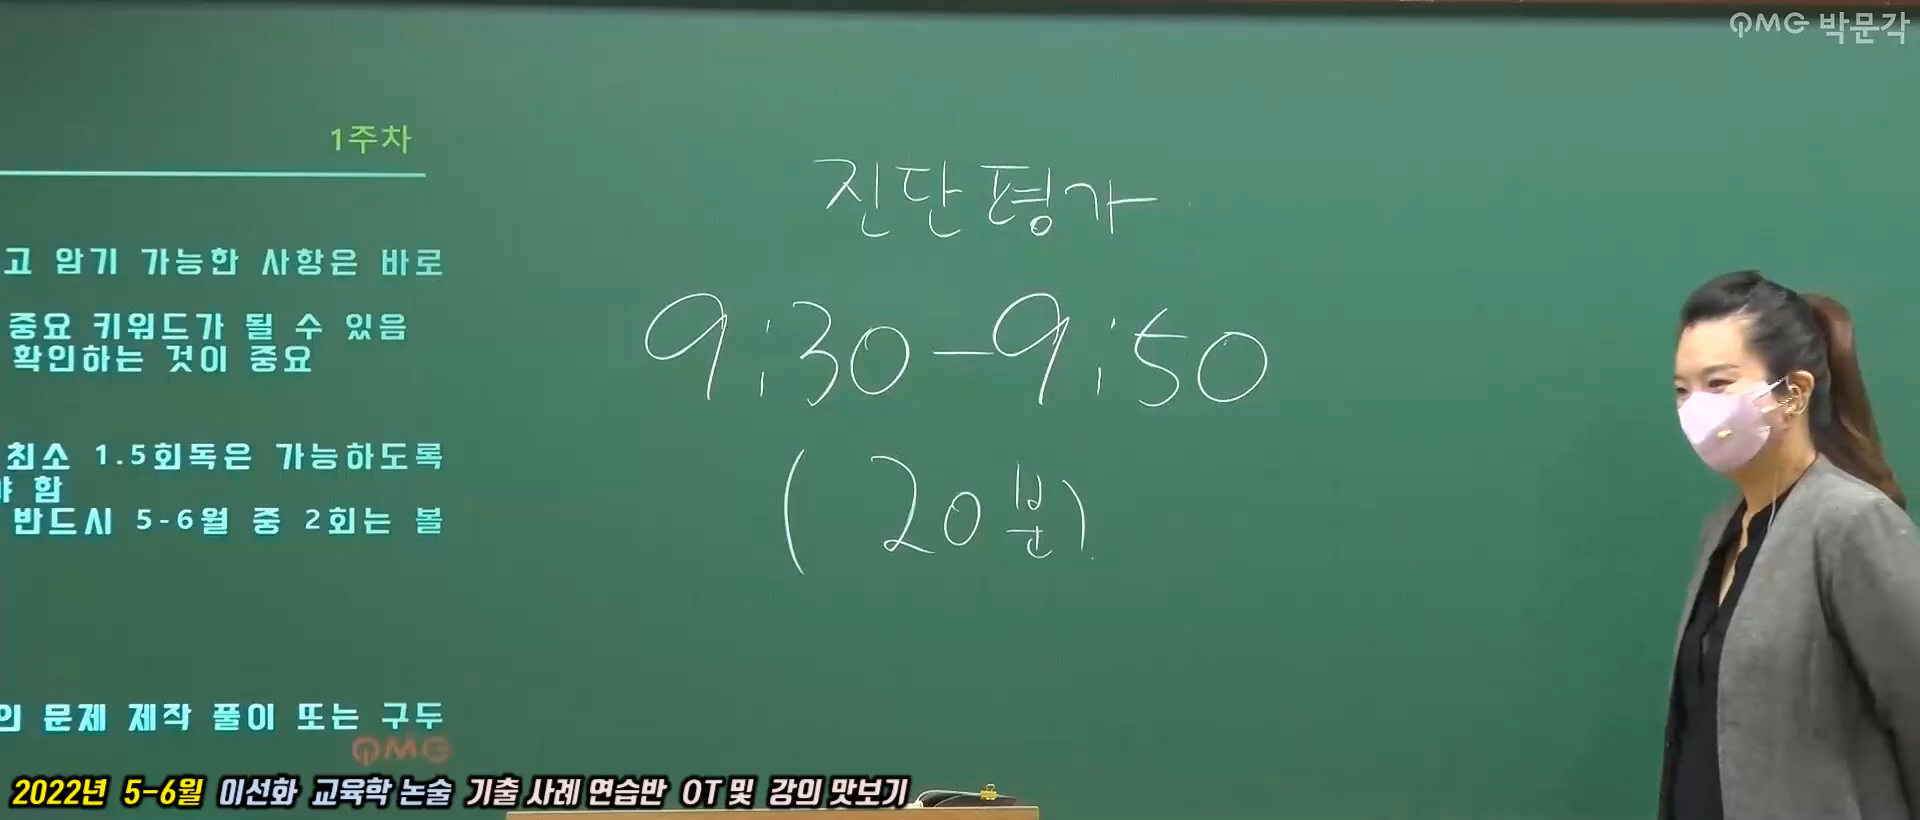 PMG 박문각
1주차
고 암기 가능한 사항은 바로
중요 키워드가 될 수 있음
확인하는 것이 중요
최소 1.5회독은 가능하도록
야 함
반드시 5-6월 중 2회는 볼
의 문제 제작 풀이 또는 구두
PMG
진단평가
9:30-9:50
(20분)
2022년 5-6월 이선화 교육학 논술 기출 사례 연습반 OT 및 강의 맛보기